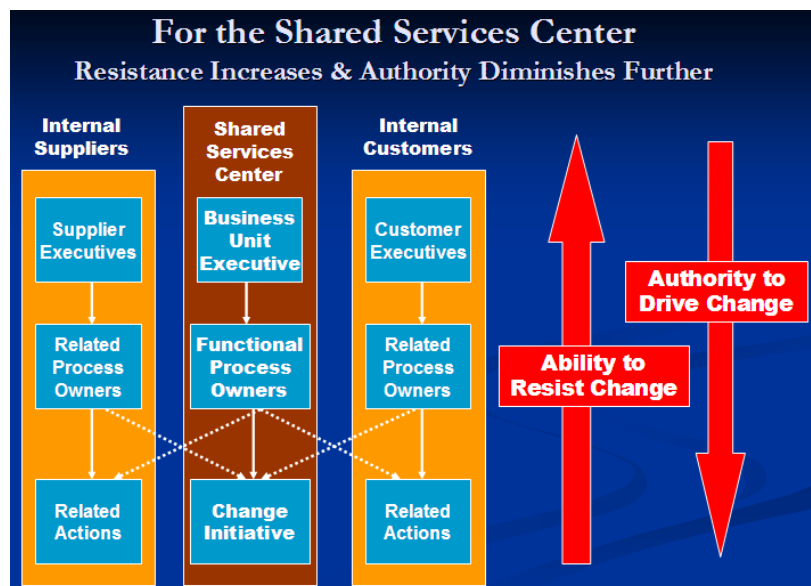 For the Shared Services Center
Resistance Increases & Authority Diminishes Further
Internal
Suppliers
Shared
Services
Center
Internal
Customers
Supplier
Executives
Business
Unit
Executive
Customer
Executives
Related
Process
Owners
Functional
Process
Owners
Related
Process
Owners
Related
Actions
Change
Initiative
Related
Actions
Ability to
Resist Change
Authority to
Drive Change